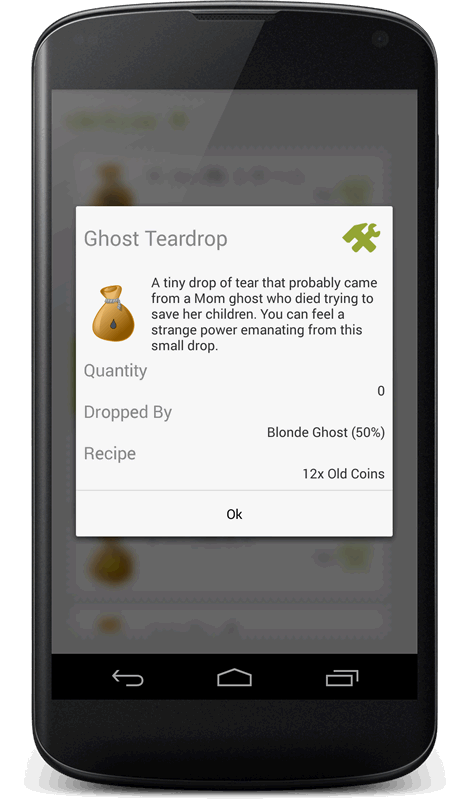 Ghost Teardrop
A tiny drop of tear that probably came
from a Mom ghost who died trying to
save her children. You can feel a
strange power emanating from this
small drop.
Quantity
0
Dropped By
Blonde Ghost (50%)
Recipe
12x Old Coins
Ok